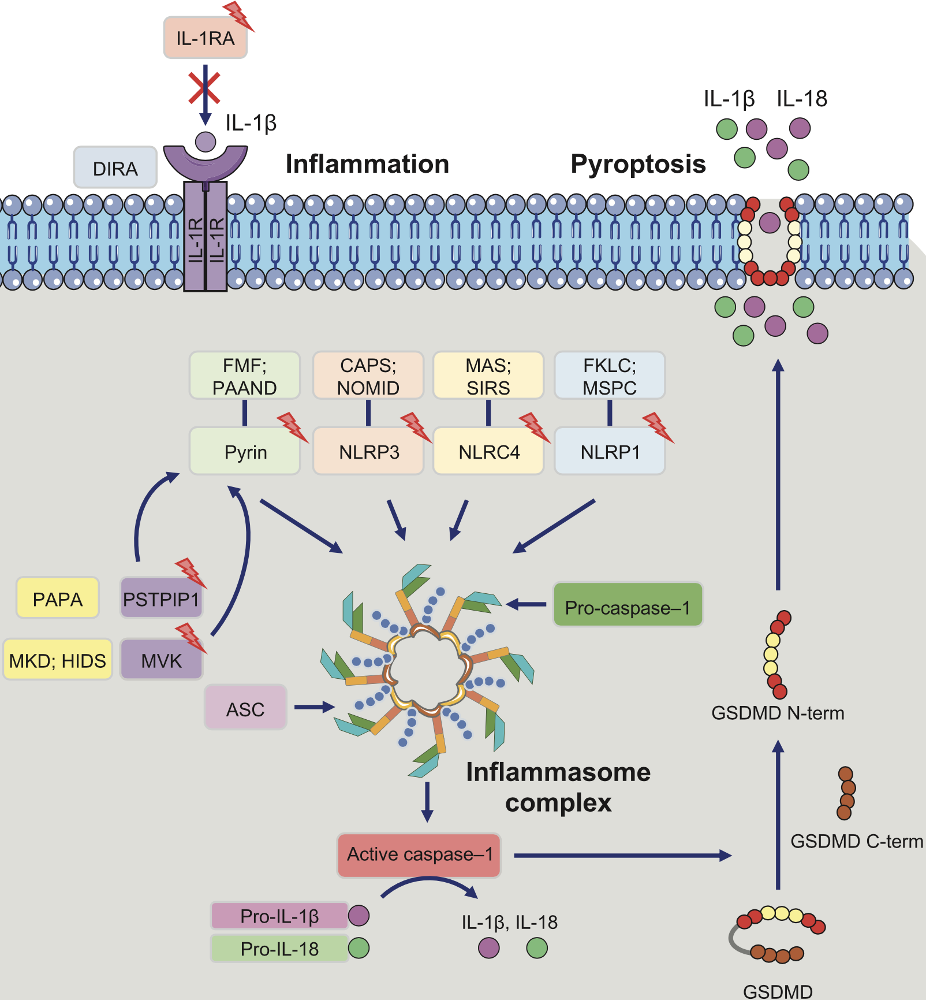 IL-1RA
IL-1β
IL-1β IL-18
DIRA
Inflammation
Pyroptosis
IL-1R
IL-1R
FMF;
PAAND
CAPS;
NOMID
MAS;
SIRS
FKLC;
MSPC
Pyrin
NLRP3
NLRC4
NLRP1
PAPA
PSTPIP1
Pro-caspase–1
MKD; HIDS
MVK
ASC
GSDMD N-term
Inflammasome
complex
GSDMD C-term
Active caspase–1
Pro-IL-1β
Pro-IL-18
IL-1β, IL-18
GSDMD